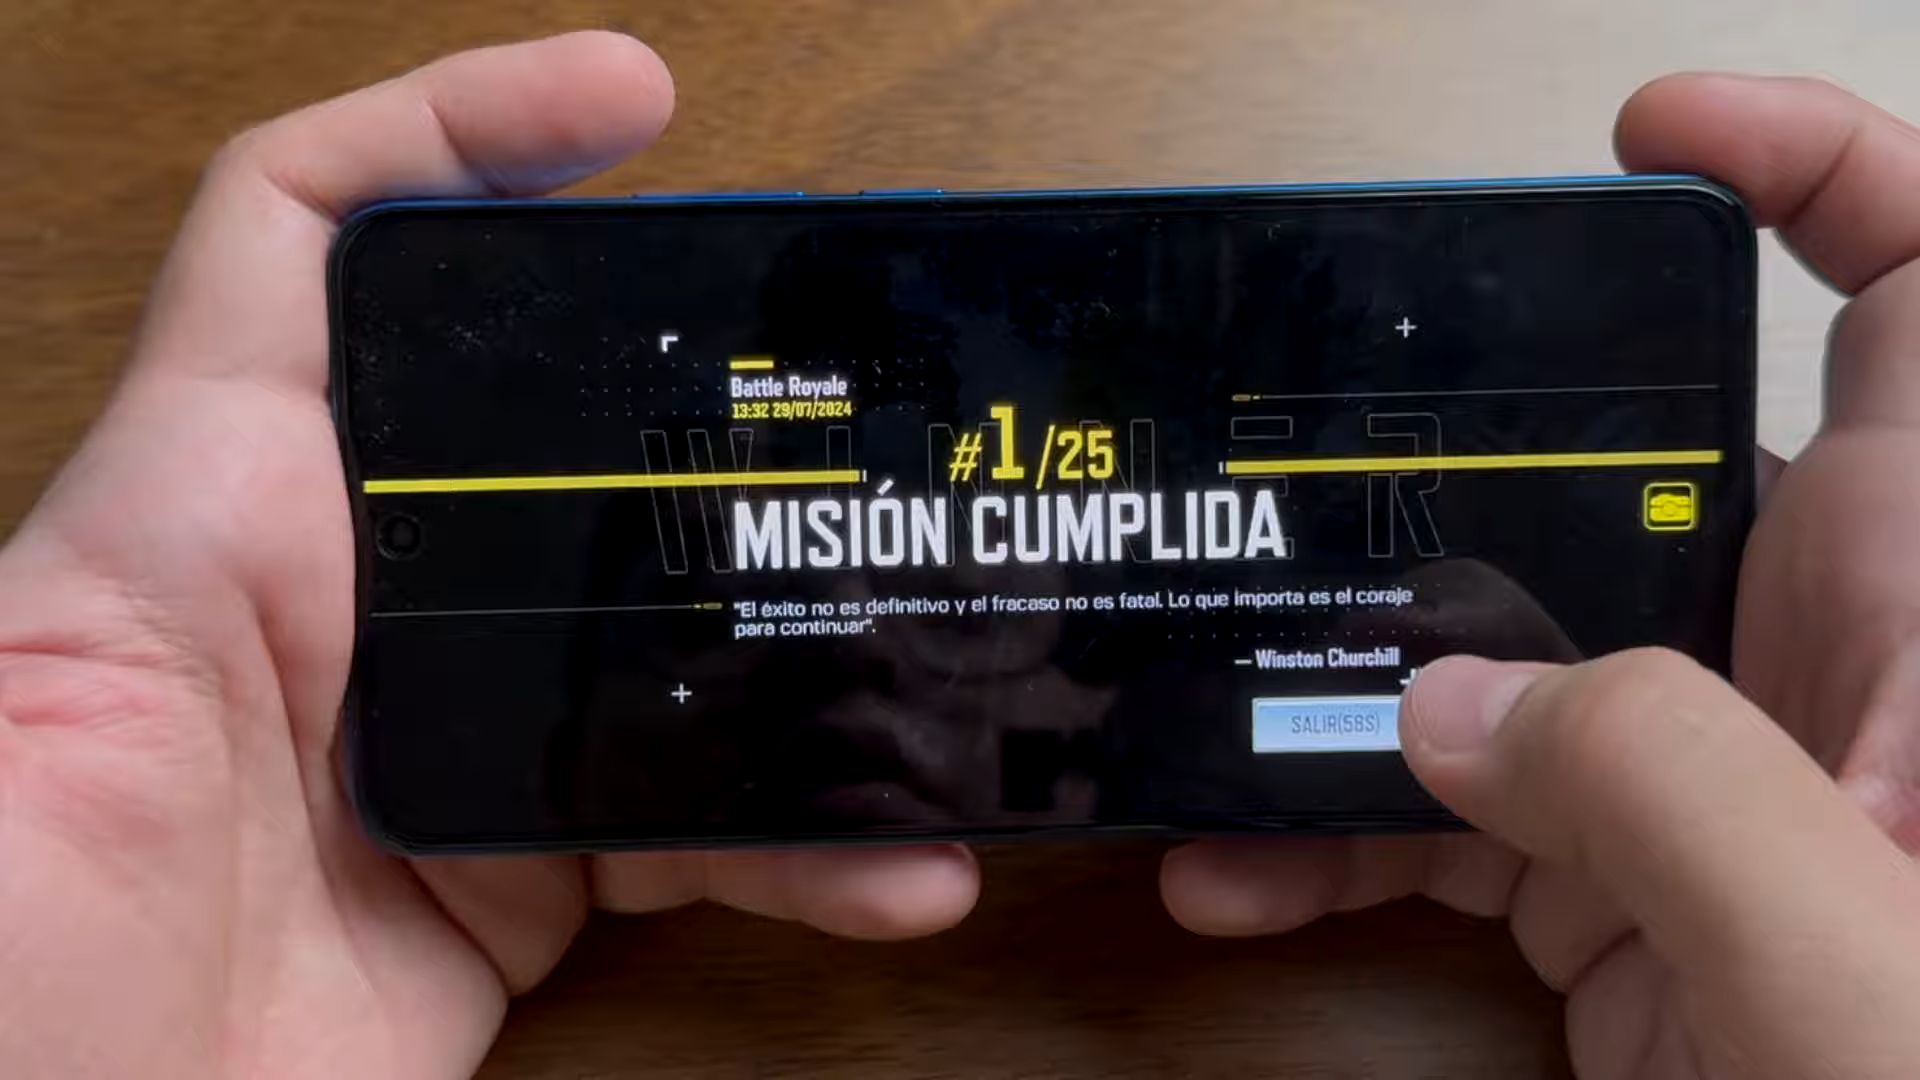 Battle Royale
13:32 29/07/2024
WINNER
#1/25
MISIÓN CUMPLIDA
"El éxito no es definitivo y el fracaso no es fatal. Lo que importa es el coraje
para continuar".
— Winston Churchill
SALIR(58S)